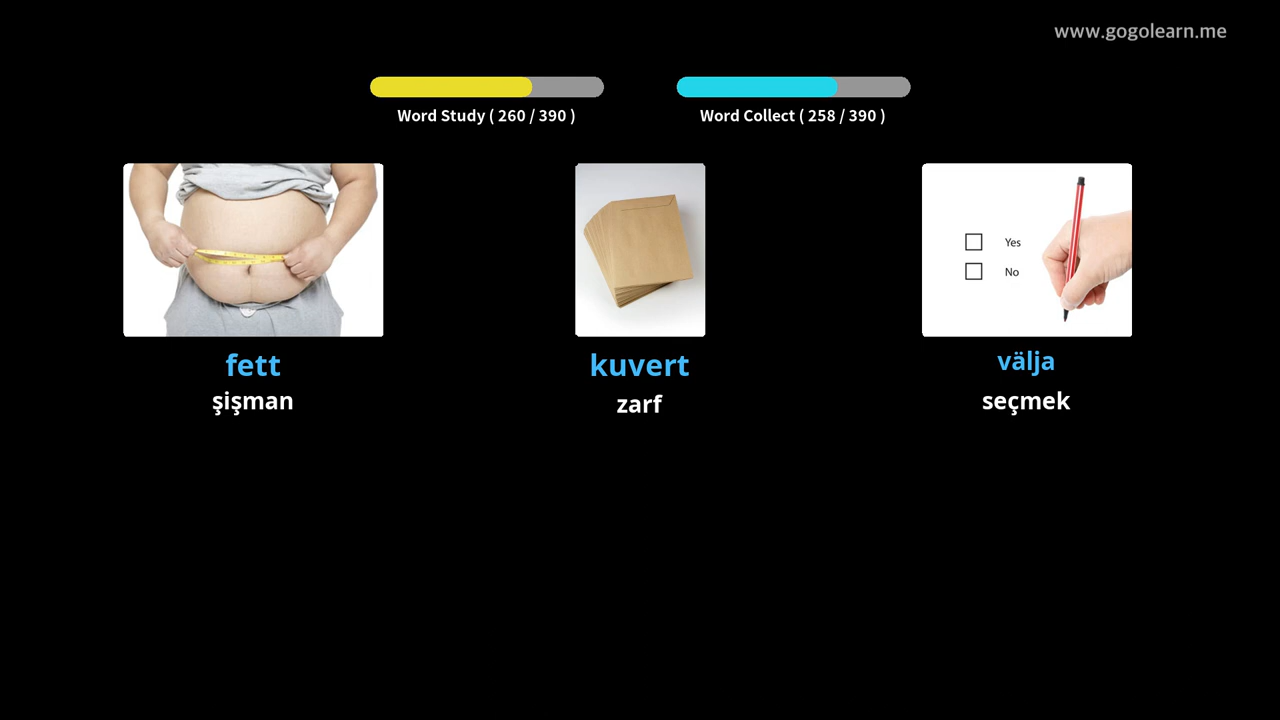 www.gogolearn.me
Word Study ( 260 / 390 )
Word Collect ( 258 / 390 )
Yes
No
fett
şişman
kuvert
zarf
välja
seçmek